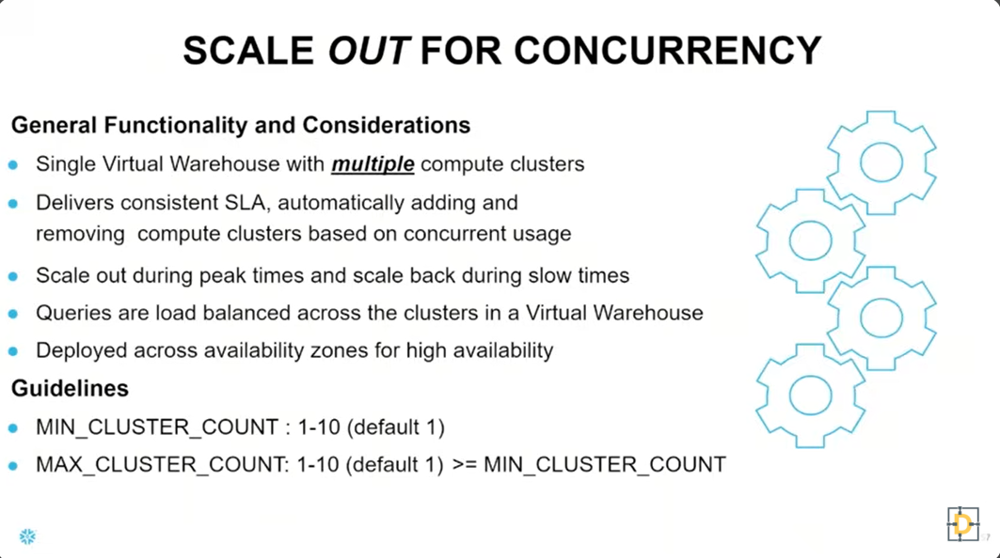 SCALE OUT FOR CONCURRENCY
General Functionality and Considerations
Single Virtual Warehouse with multiple compute clusters
Delivers consistent SLA, automatically adding and
removing compute clusters based on concurrent usage
Scale out during peak times and scale back during slow times
Queries are load balanced across the clusters in a Virtual Warehouse
Deployed across availability zones for high availability
Guidelines
MIN_CLUSTER_COUNT : 1-10 (default 1)
MAX_CLUSTER_COUNT: 1-10 (default 1) >= MIN_CLUSTER_COUNT
D